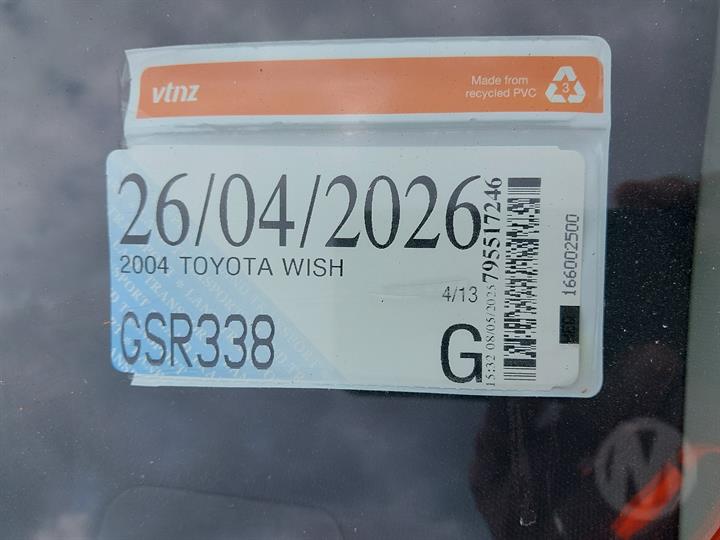 vtnz
Made from
recycled PVC
3
26/04/2026
2004 TOYOTA WISH
4/13
GSR338
G
15:32 08/05/2025
795517246
166002500